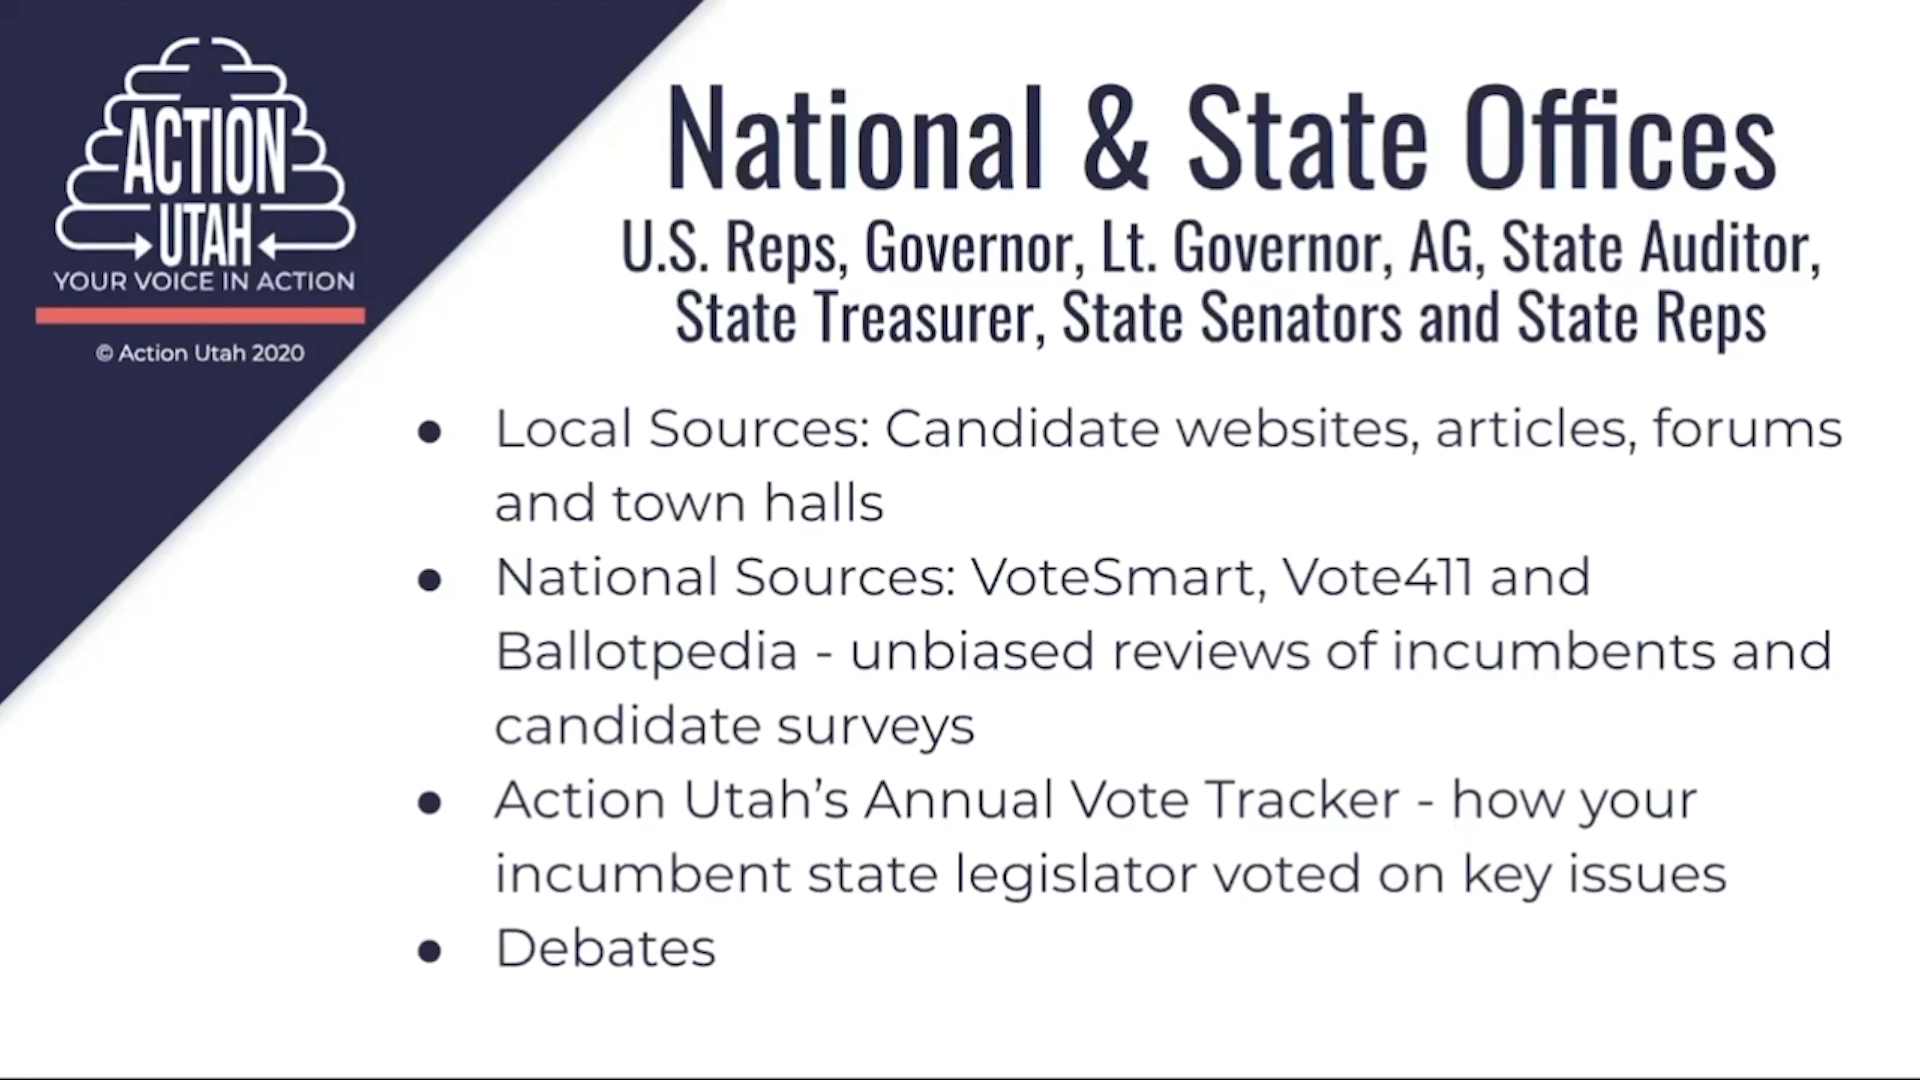 ACTION
UTAH
YOUR VOICE IN ACTION
© Action Utah 2020
National & State Offices
U.S. Reps, Governor, Lt. Governor, AG, State Auditor,
State Treasurer, State Senators and State Reps
● Local Sources: Candidate websites, articles, forums
and town halls
● National Sources: VoteSmart, Vote411 and
Ballotpedia - unbiased reviews of incumbents and
candidate surveys
● Action Utah’s Annual Vote Tracker - how your
incumbent state legislator voted on key issues
● Debates